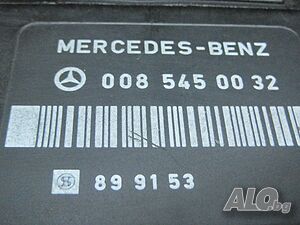 MERCEDES-BENZ
008 545 00 32
89 91 53
ALO.bg